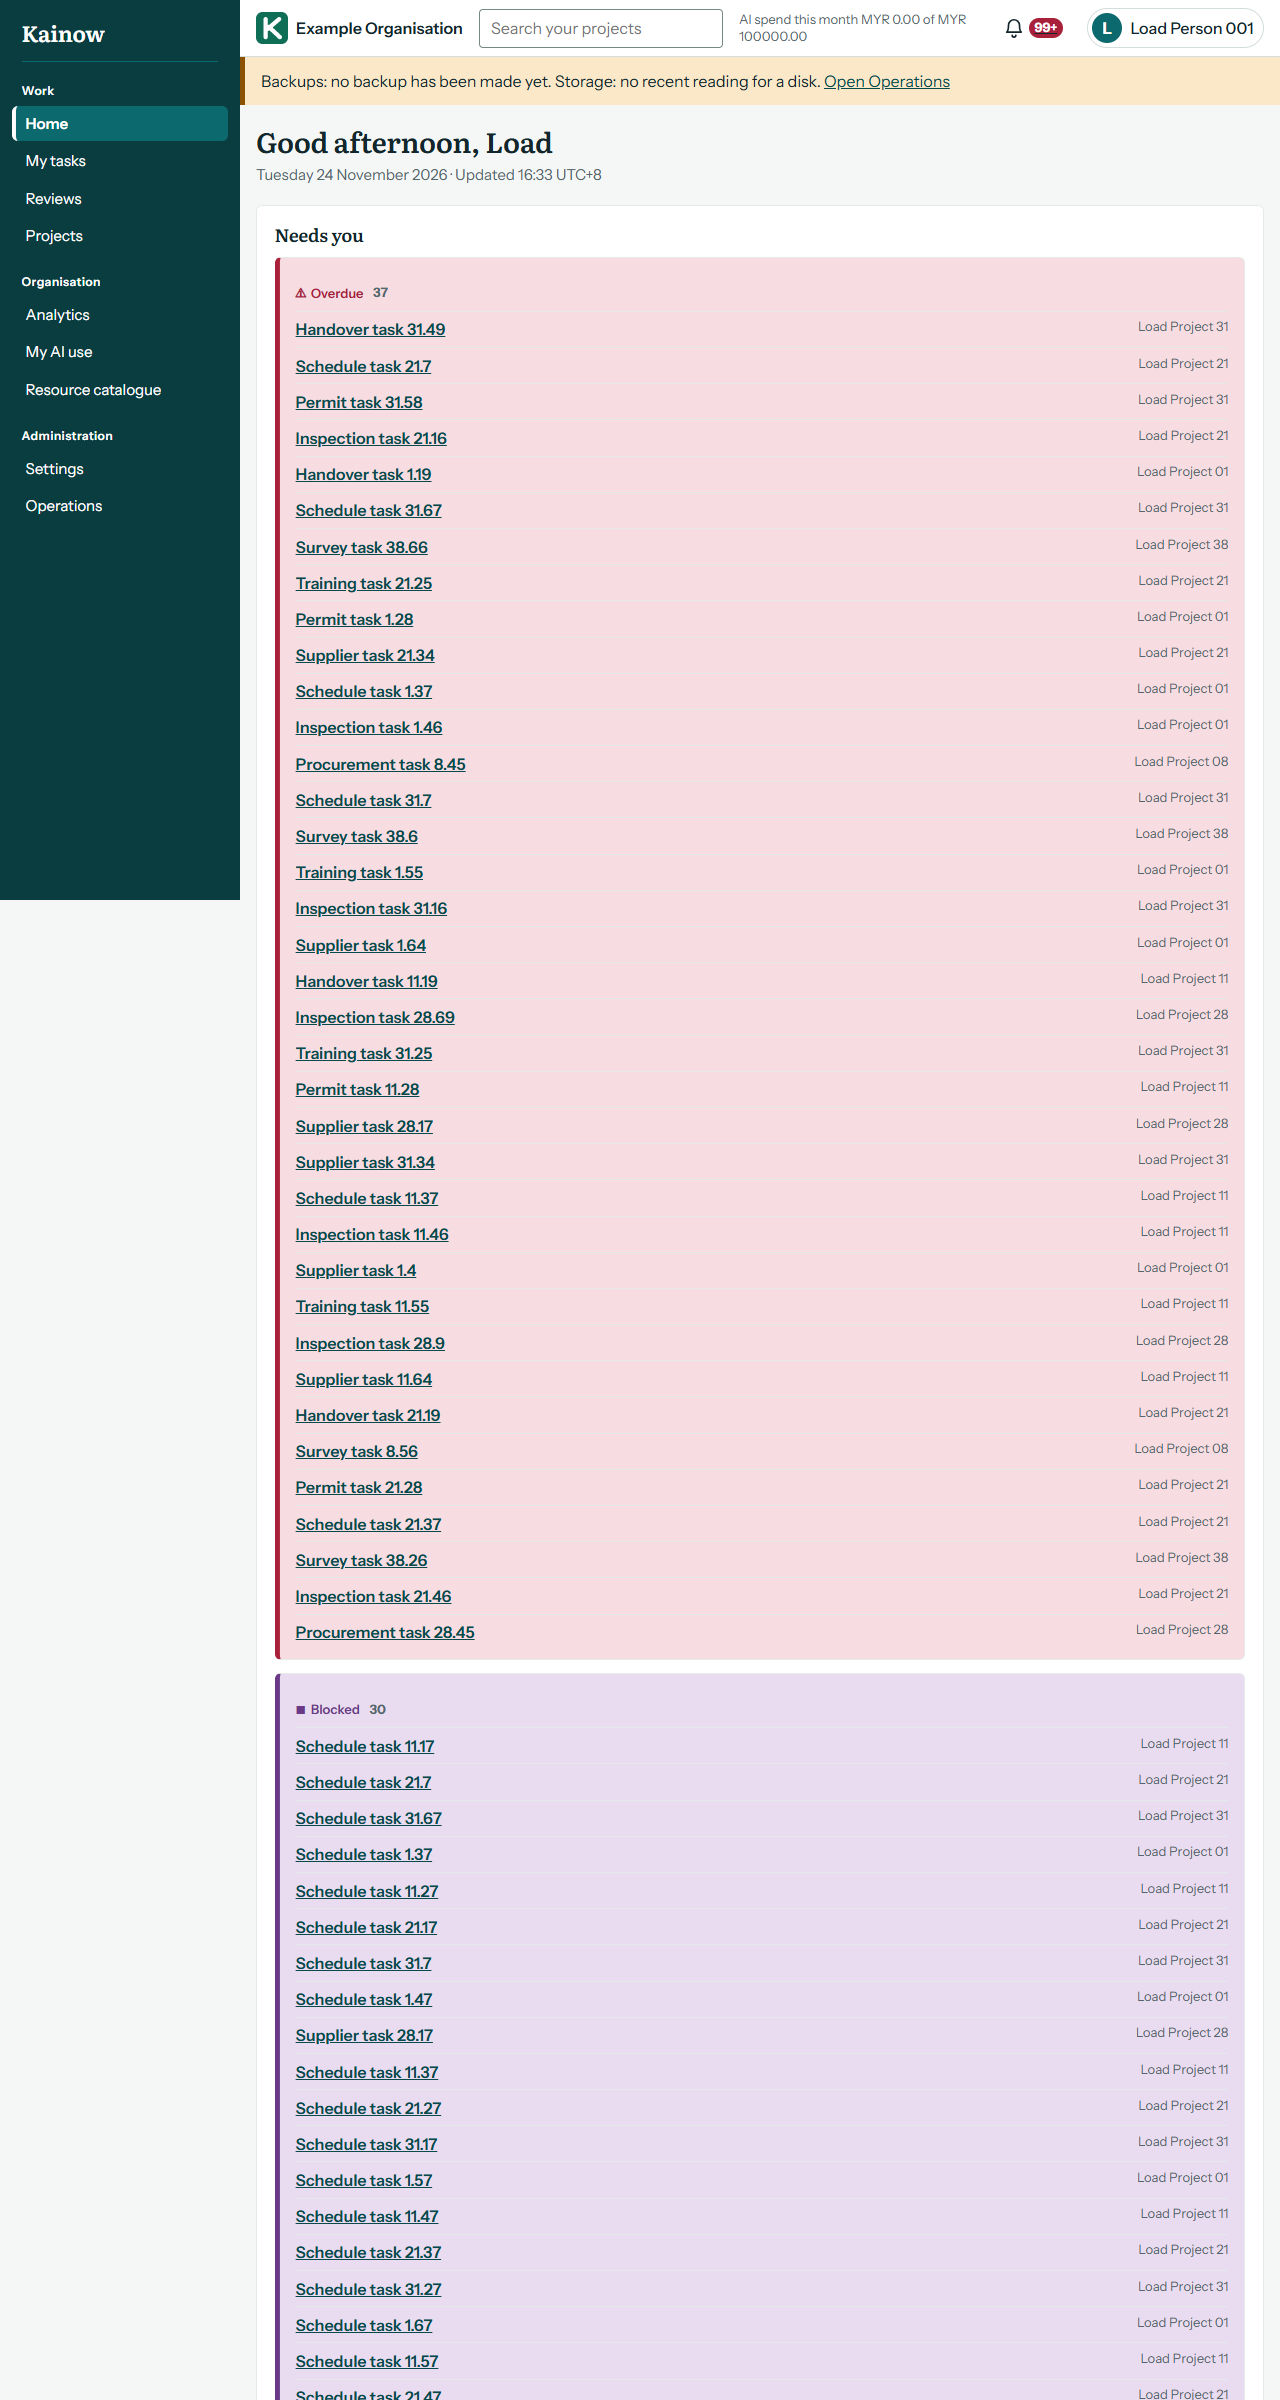 Kainow
Work
Home
My tasks
Reviews
Projects
Organisation
Analytics
My AI use
Resource catalogue
Administration
Settings
Operations
Example Organisation
Search your projects
AI spend this month MYR 0.00 of MYR
100000.00
99+
L
Load Person 001
Backups: no backup has been made yet. Storage: no recent reading for a disk. Open Operations
Good afternoon, Load
Tuesday 24 November 2026 · Updated 16:33 UTC+8
Needs you
Overdue 37
Handover task 31.49 Load Project 31
Schedule task 21.7 Load Project 21
Permit task 31.58 Load Project 31
Inspection task 21.16 Load Project 21
Handover task 1.19 Load Project 01
Schedule task 31.67 Load Project 31
Survey task 38.66 Load Project 38
Training task 21.25 Load Project 21
Permit task 1.28 Load Project 01
Supplier task 21.34 Load Project 21
Schedule task 1.37 Load Project 01
Inspection task 1.46 Load Project 01
Procurement task 8.45 Load Project 08
Schedule task 31.7 Load Project 31
Survey task 38.6 Load Project 38
Training task 1.55 Load Project 01
Inspection task 31.16 Load Project 31
Supplier task 1.64 Load Project 01
Handover task 11.19 Load Project 11
Inspection task 28.69 Load Project 28
Training task 31.25 Load Project 31
Permit task 11.28 Load Project 11
Supplier task 28.17 Load Project 28
Supplier task 31.34 Load Project 31
Schedule task 11.37 Load Project 11
Inspection task 11.46 Load Project 11
Supplier task 1.4 Load Project 01
Training task 11.55 Load Project 11
Inspection task 28.9 Load Project 28
Supplier task 11.64 Load Project 11
Handover task 21.19 Load Project 21
Survey task 8.56 Load Project 08
Permit task 21.28 Load Project 21
Schedule task 21.37 Load Project 21
Survey task 38.26 Load Project 38
Inspection task 21.46 Load Project 21
Procurement task 28.45 Load Project 28
Blocked 30
Schedule task 11.17 Load Project 11
Schedule task 21.7 Load Project 21
Schedule task 31.67 Load Project 31
Schedule task 1.37 Load Project 01
Schedule task 11.27 Load Project 11
Schedule task 21.17 Load Project 21
Schedule task 31.7 Load Project 31
Schedule task 1.47 Load Project 01
Supplier task 28.17 Load Project 28
Schedule task 11.37 Load Project 11
Schedule task 21.27 Load Project 21
Schedule task 31.17 Load Project 31
Schedule task 1.57 Load Project 01
Schedule task 11.47 Load Project 11
Schedule task 21.37 Load Project 21
Schedule task 31.27 Load Project 31
Schedule task 1.67 Load Project 01
Schedule task 11.57 Load Project 11
Schedule task 21.47 Load Project 21